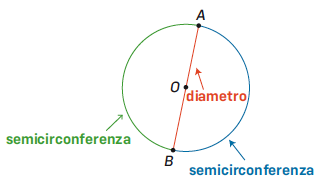 A
O
diametro
semicirconferenza
B
semicirconferenza